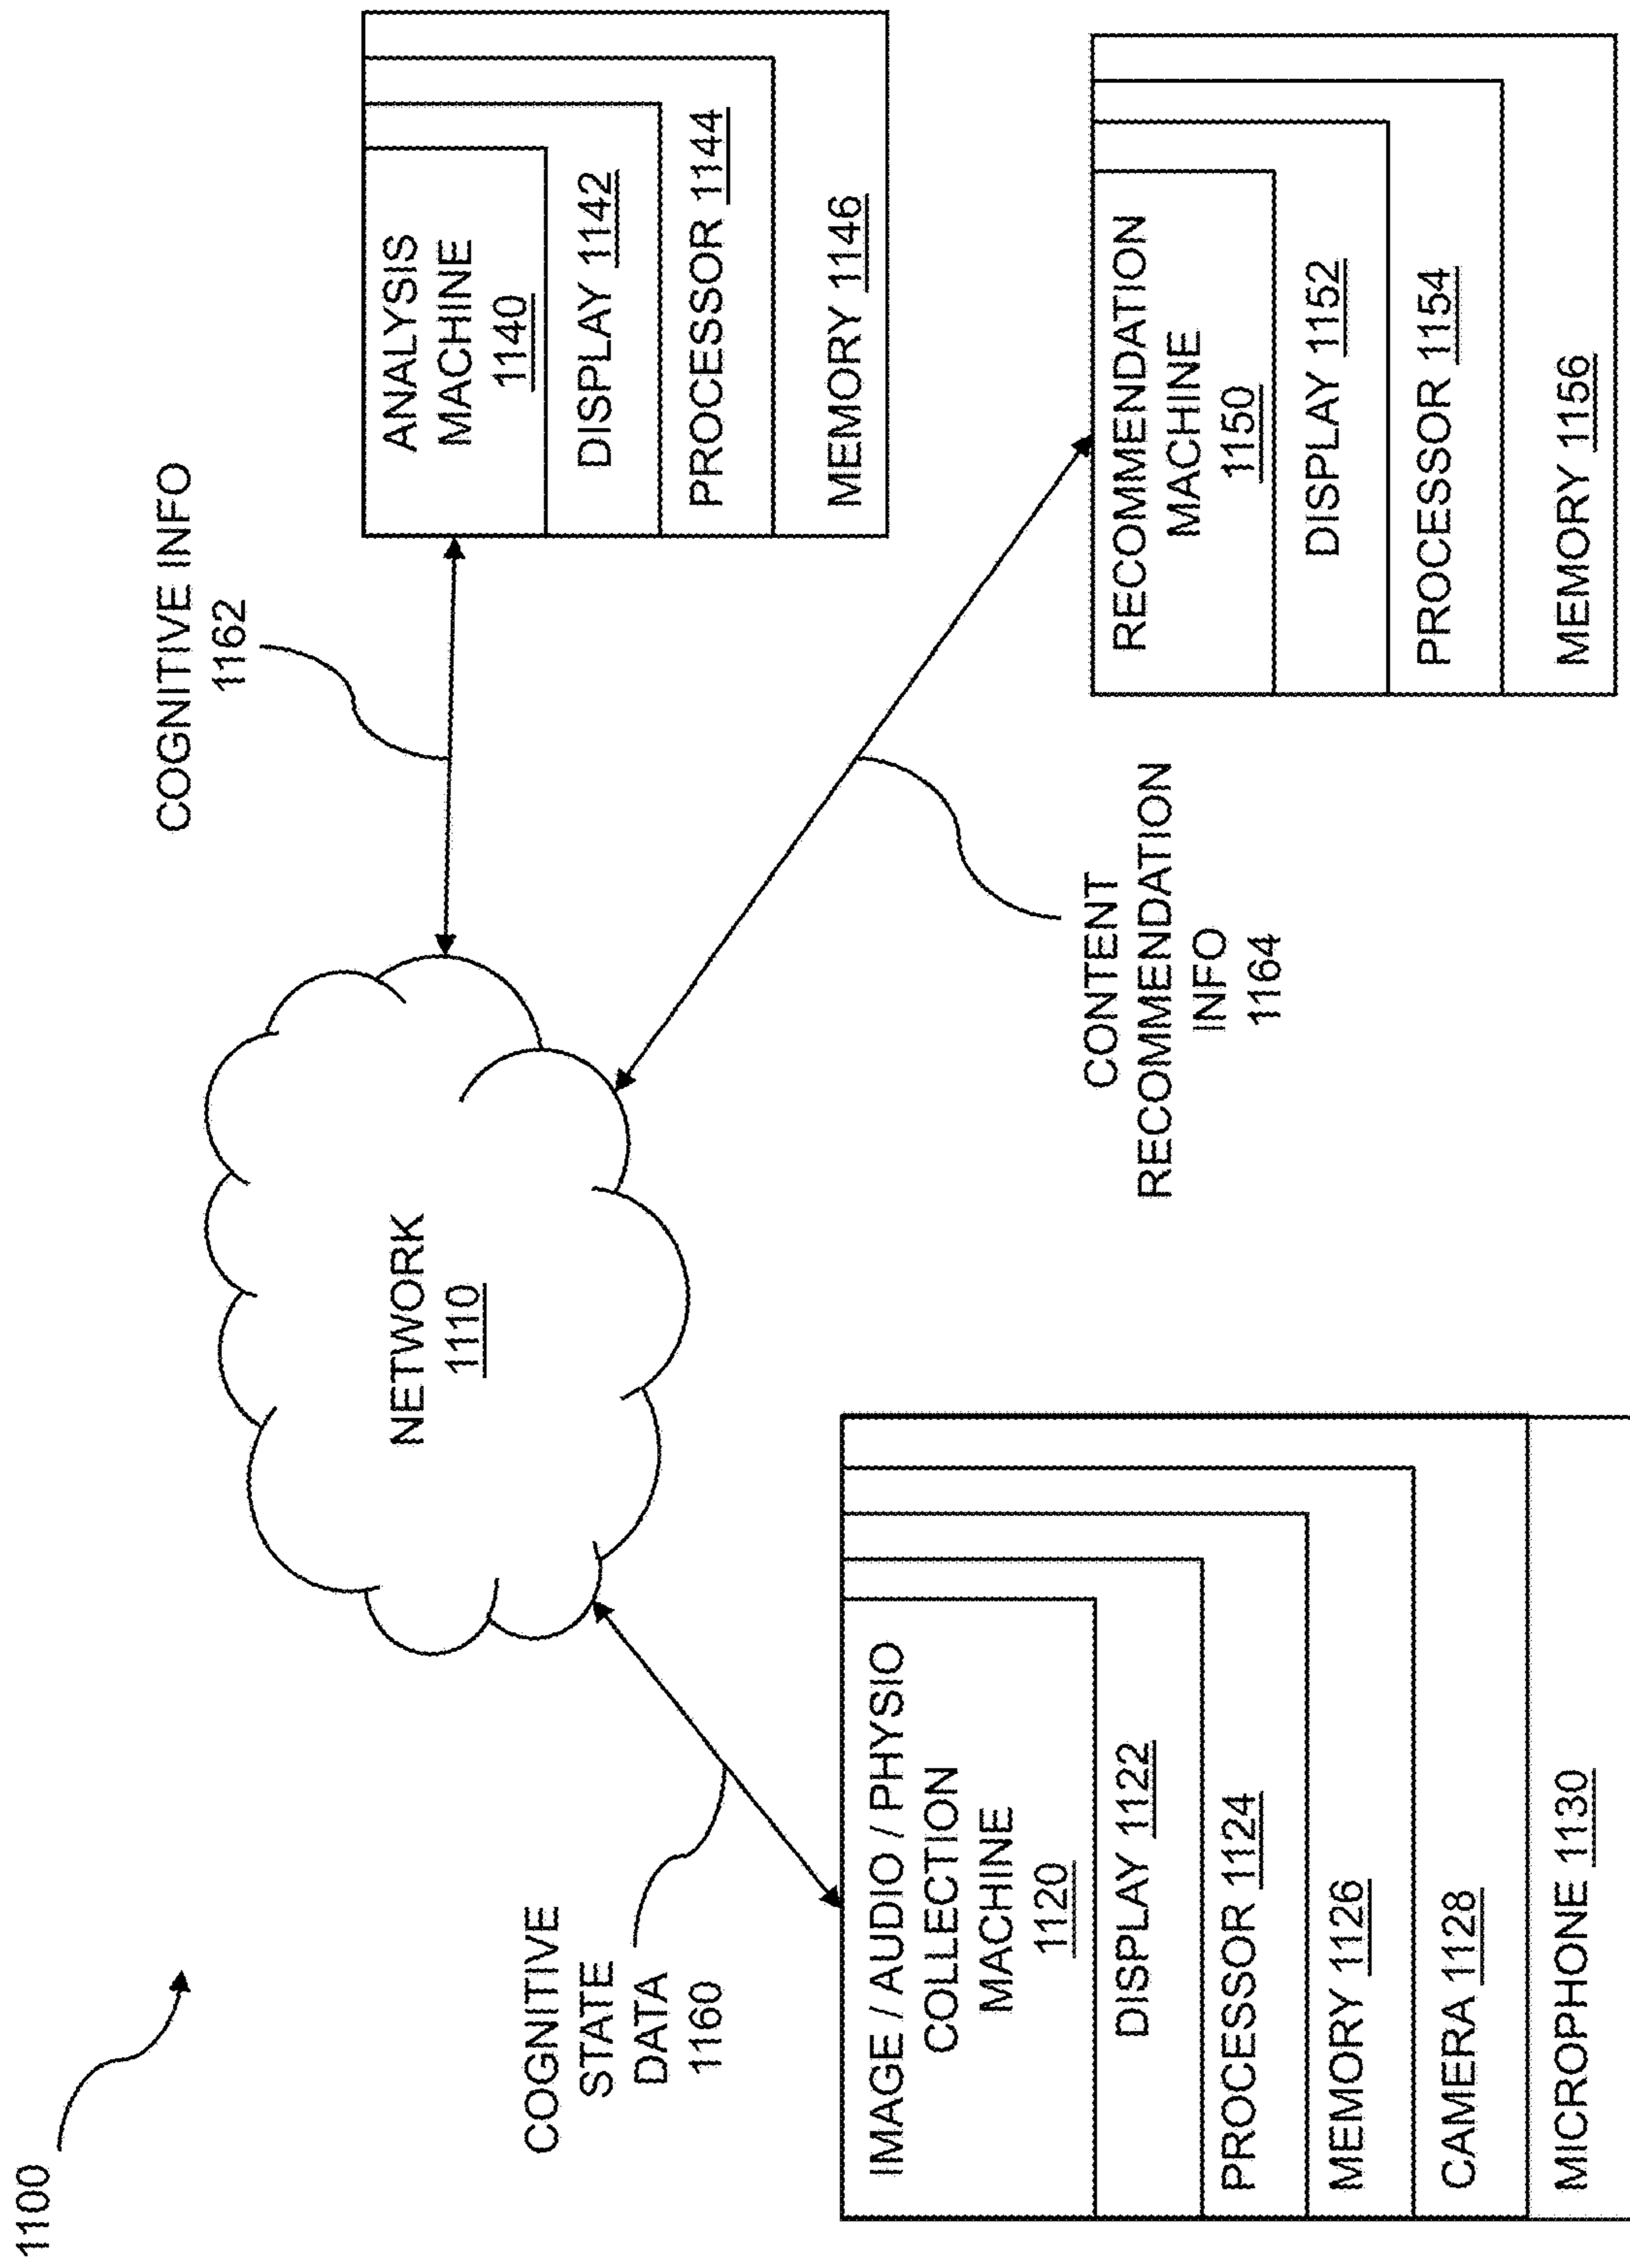 1100
COGNITIVE INFO
1162
ANALYSIS
MACHINE
1140
DISPLAY 1142
PROCESSOR 1144
MEMORY 1146
NETWORK
1110
COGNITIVE
STATE
DATA
1160
IMAGE / AUDIO / PHYSIO
COLLECTION
MACHINE
1120
DISPLAY 1122
PROCESSOR 1124
MEMORY 1126
CAMERA 1128
MICROPHONE 1130
CONTENT
RECOMMENDATION
INFO
1164
RECOMMENDATION
MACHINE
1150
DISPLAY 1152
PROCESSOR 1154
MEMORY 1156